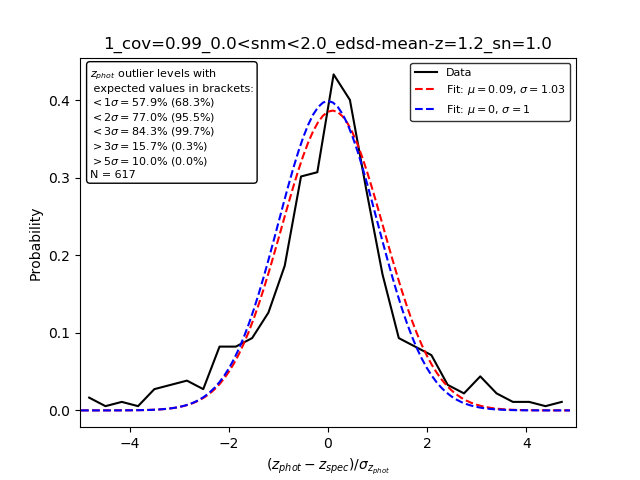 1_cov=0.99_0.0<snm<2.0_edsd-mean-z=1.2_sn=1.0
z_phot outlier levels with
expected values in brackets:
< 1σ = 57.9% (68.3%)
< 2σ = 77.0% (95.5%)
< 3σ = 84.3% (99.7%)
> 3σ = 15.7% (0.3%)
> 5σ = 10.0% (0.0%)
N = 617
Data
Fit: μ = 0.09, σ = 1.03
Fit: μ = 0, σ = 1
Probability
0.4
0.3
0.2
0.1
0.0
−4 −2 0 2 4
(z_phot − z_spec)/σ_z_phot